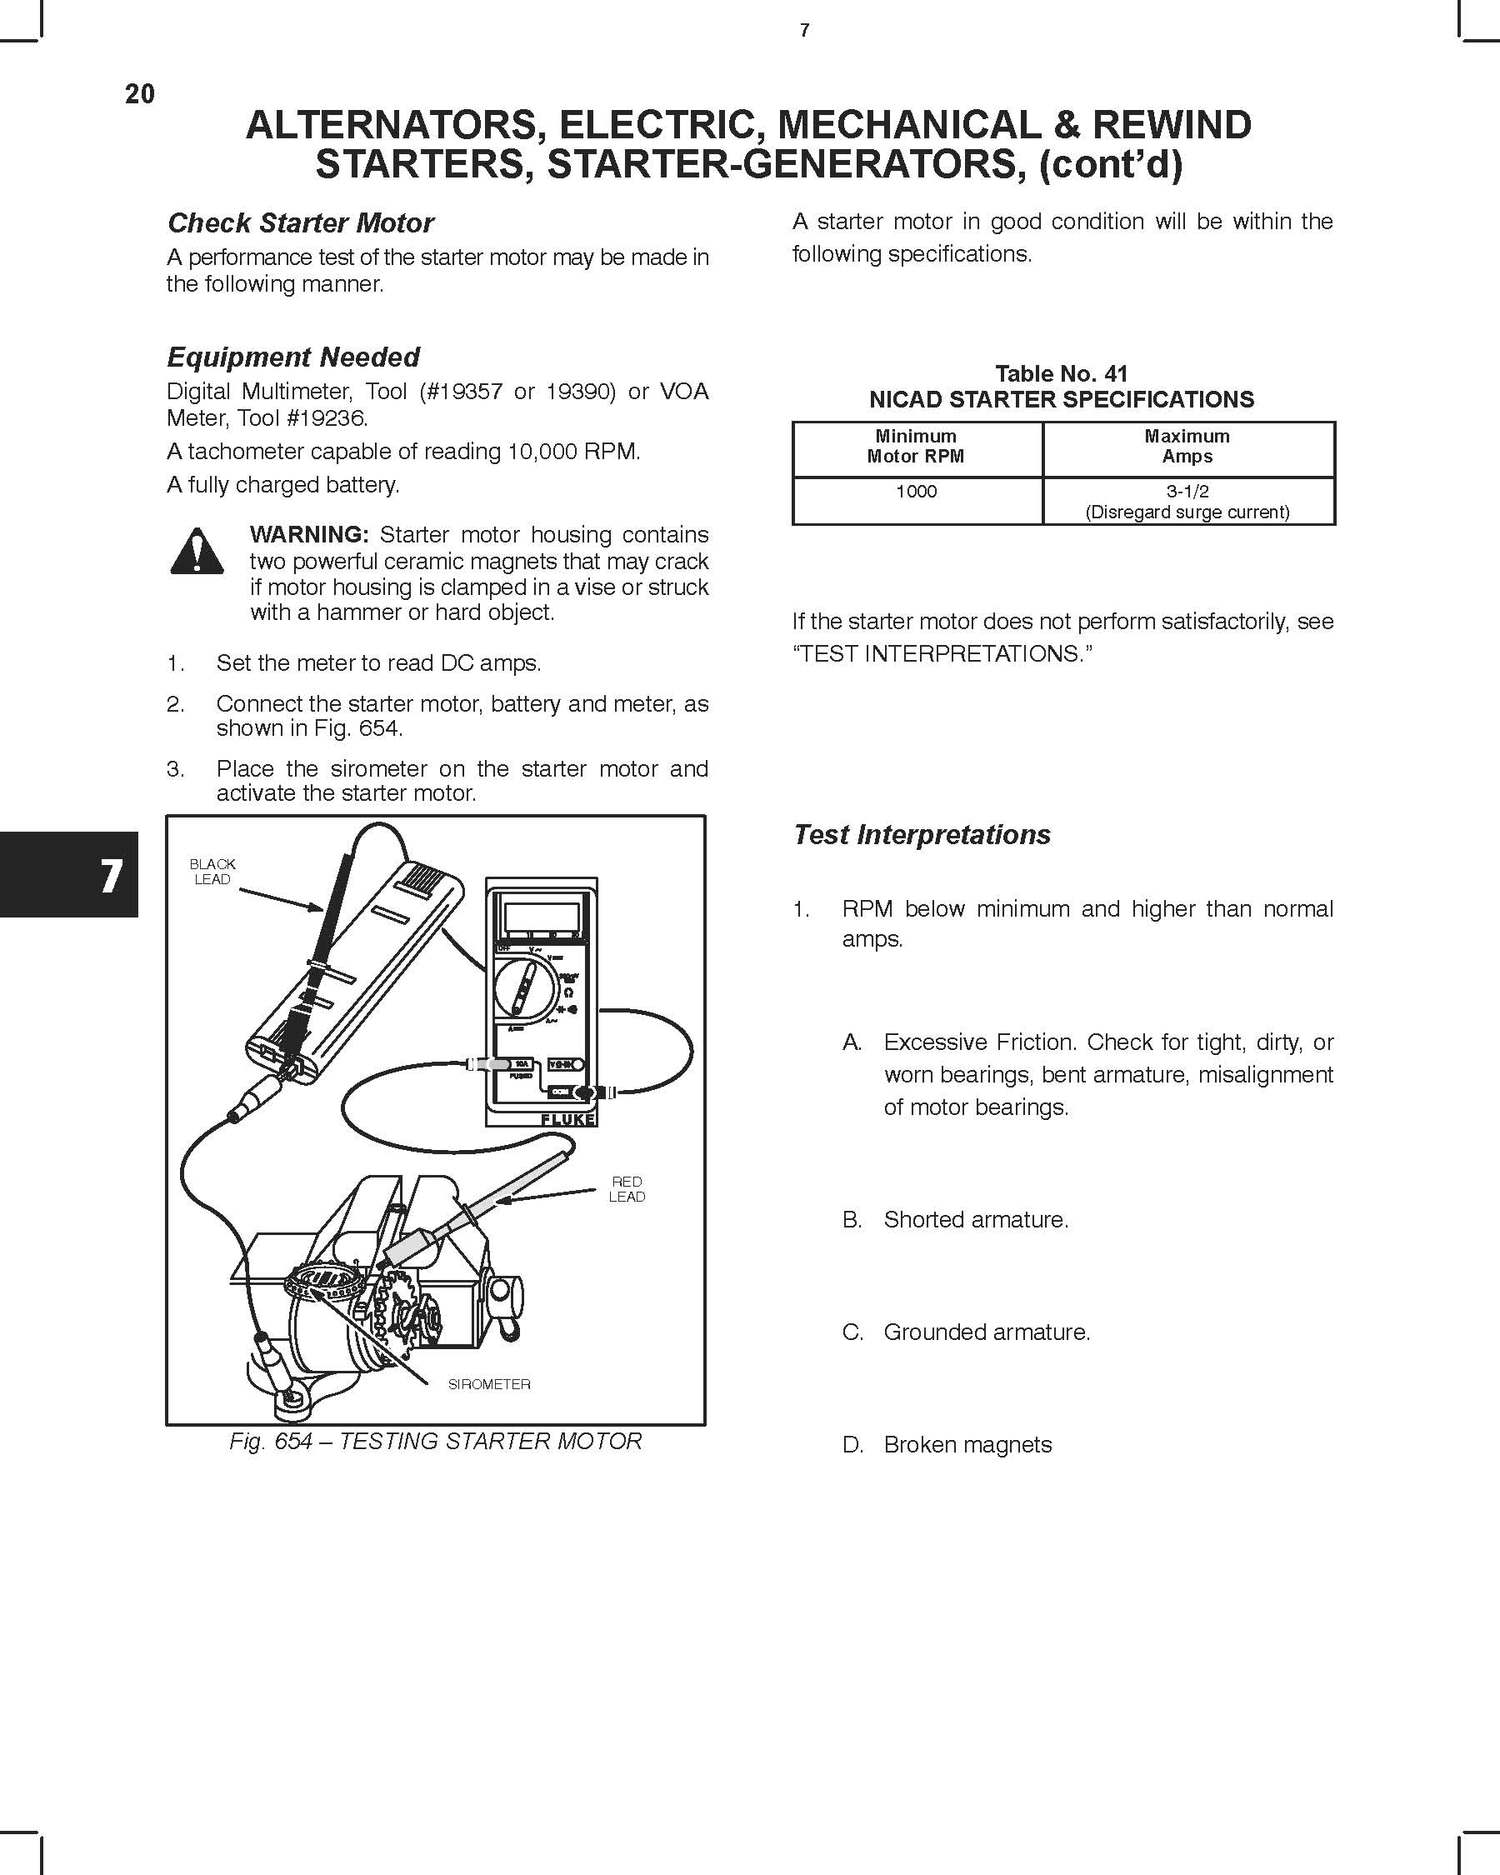 7
20
ALTERNATORS, ELECTRIC, MECHANICAL & REWIND
STARTERS, STARTER-GENERATORS, (cont’d)
Check Starter Motor
A performance test of the starter motor may be made in
the following manner.
Equipment Needed
Digital Multimeter, Tool (#19357 or 19390) or VOA
Meter, Tool #19236.
A tachometer capable of reading 10,000 RPM.
A fully charged battery.
WARNING: Starter motor housing contains
two powerful ceramic magnets that may crack
if motor housing is clamped in a vise or struck
with a hammer or hard object.
1. Set the meter to read DC amps.
2. Connect the starter motor, battery and meter, as
shown in Fig. 654.
3. Place the sirometer on the starter motor and
activate the starter motor.
7
BLACK
LEAD
OFF
V~
10A
FUSED
COM
FLUKE
RED
LEAD
SIROMETER
Fig. 654 – TESTING STARTER MOTOR
A starter motor in good condition will be within the
following specifications.
Table No. 41
NICAD STARTER SPECIFICATIONS
Minimum
Motor RPM
Maximum
Amps
1000
3-1/2
(Disregard surge current)
If the starter motor does not perform satisfactorily, see
“TEST INTERPRETATIONS.”
Test Interpretations
1. RPM below minimum and higher than normal
amps.
A. Excessive Friction. Check for tight, dirty, or
worn bearings, bent armature, misalignment
of motor bearings.
B. Shorted armature.
C. Grounded armature.
D. Broken magnets